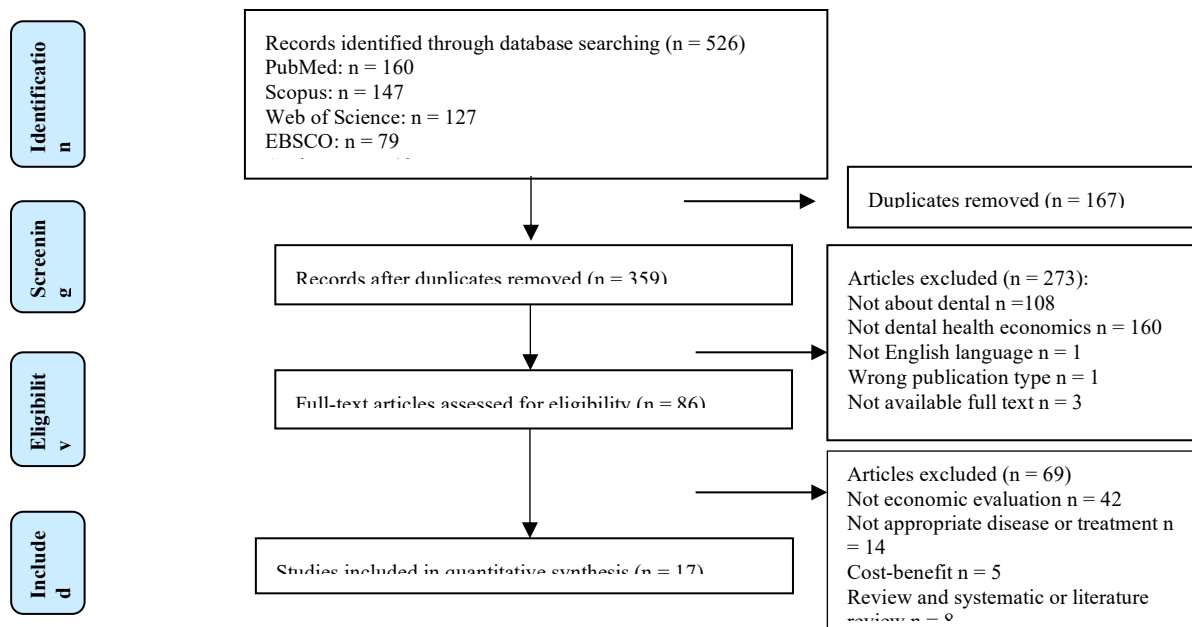 Identificatio
n
Records identified through database searching (n = 526)
PubMed: n = 160
Scopus: n = 147
Web of Science: n = 127
EBSCO: n = 79
Duplicates removed (n = 167)
Screenin
g
Records after duplicates removed (n = 359)
Articles excluded (n = 273):
Not about dental n =108
Not dental health economics n = 160
Not English language n = 1
Wrong publication type n = 1
Not available full text n = 3
Eligibilit
y
Full-text articles assessed for eligibility (n = 86)
Articles excluded (n = 69)
Not economic evaluation n = 42
Not appropriate disease or treatment n
= 14
Cost-benefit n = 5
Review and systematic or literature
review n = 8
Include
d
Studies included in quantitative synthesis (n = 17)